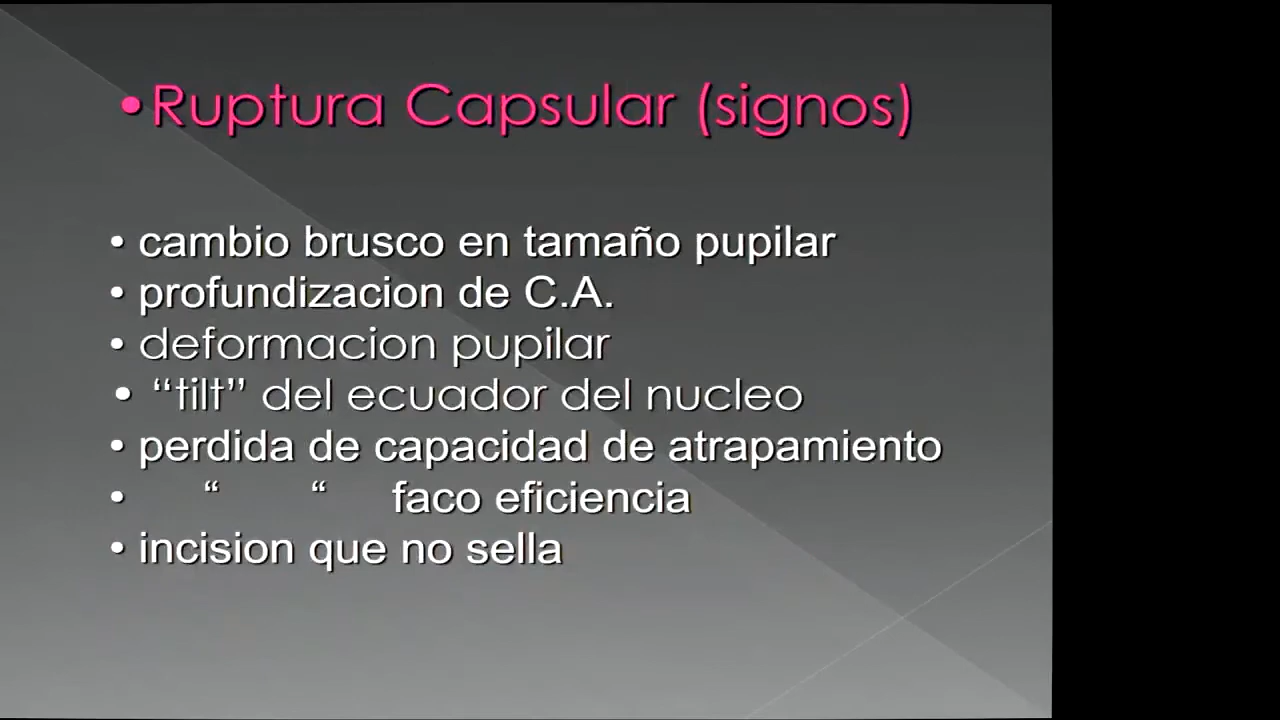 •Ruptura Capsular (signos)
• cambio brusco en tamaño pupilar
• profundizacion de C.A.
• deformacion pupilar
• “tilt” del ecuador del nucleo
• perdida de capacidad de atrapamiento
• “ “ faco eficiencia
• incision que no sella